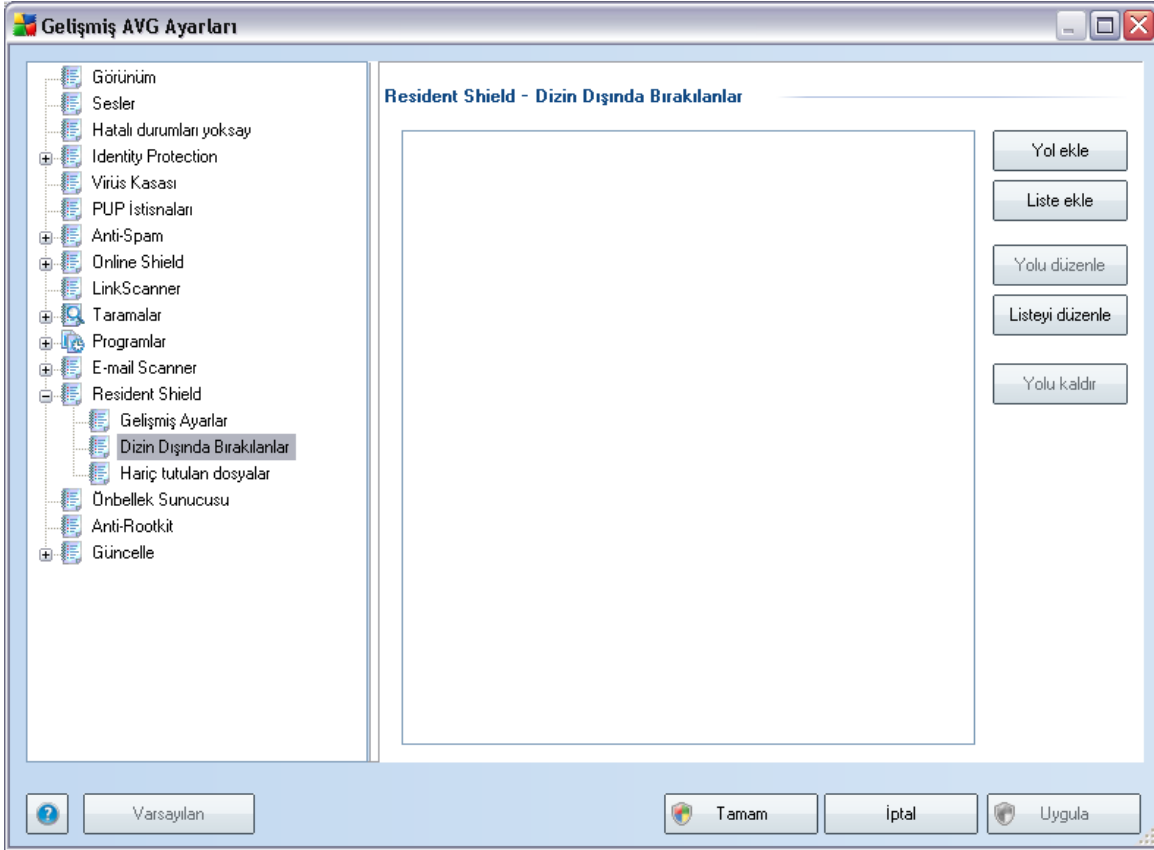 Gelişmiş AVG Ayarları
Görünüm
Sesler
Hatalı durumları yoksay
Identity Protection
Virüs Kasası
PUP İstisnaları
Anti-Spam
Online Shield
LinkScanner
Taramalar
Programlar
E-mail Scanner
Resident Shield
Gelişmiş Ayarlar
Dizin Dışında Bırakılanlar
Hariç tutulan dosyalar
Önbellek Sunucusu
Anti-Rootkit
Güncelle
Resident Shield - Dizin Dışında Bırakılanlar
Yol ekle
Liste ekle
Yolu düzenle
Listeyi düzenle
Yolu kaldır
Varsayılan
Tamam
İptal
Uygula